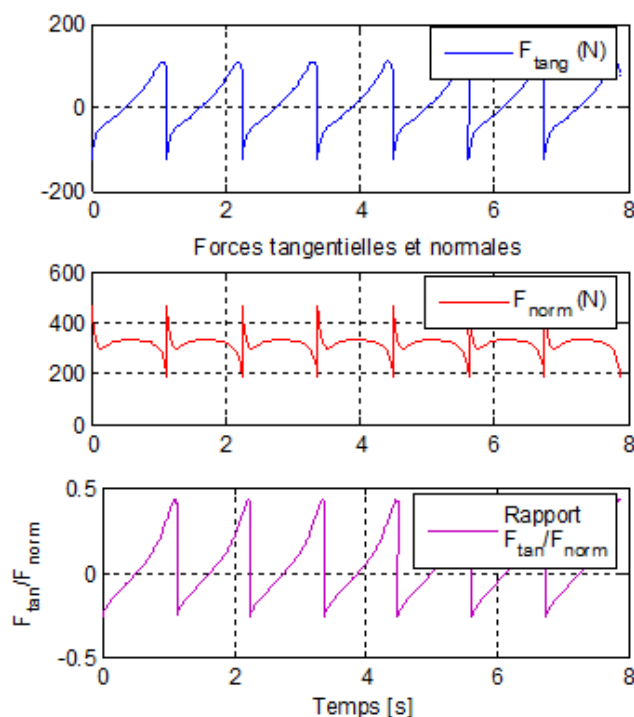 200
0
-200
F_tang (N)
0 2 4 6 8
Forces tangentielles et normales
600
400
200
0
F_norm (N)
0 2 4 6 8
0.5
0
-0.5
F_tan/F_norm
Rapport
F_tan/F_norm
0 2 4 6 8
Temps [s]